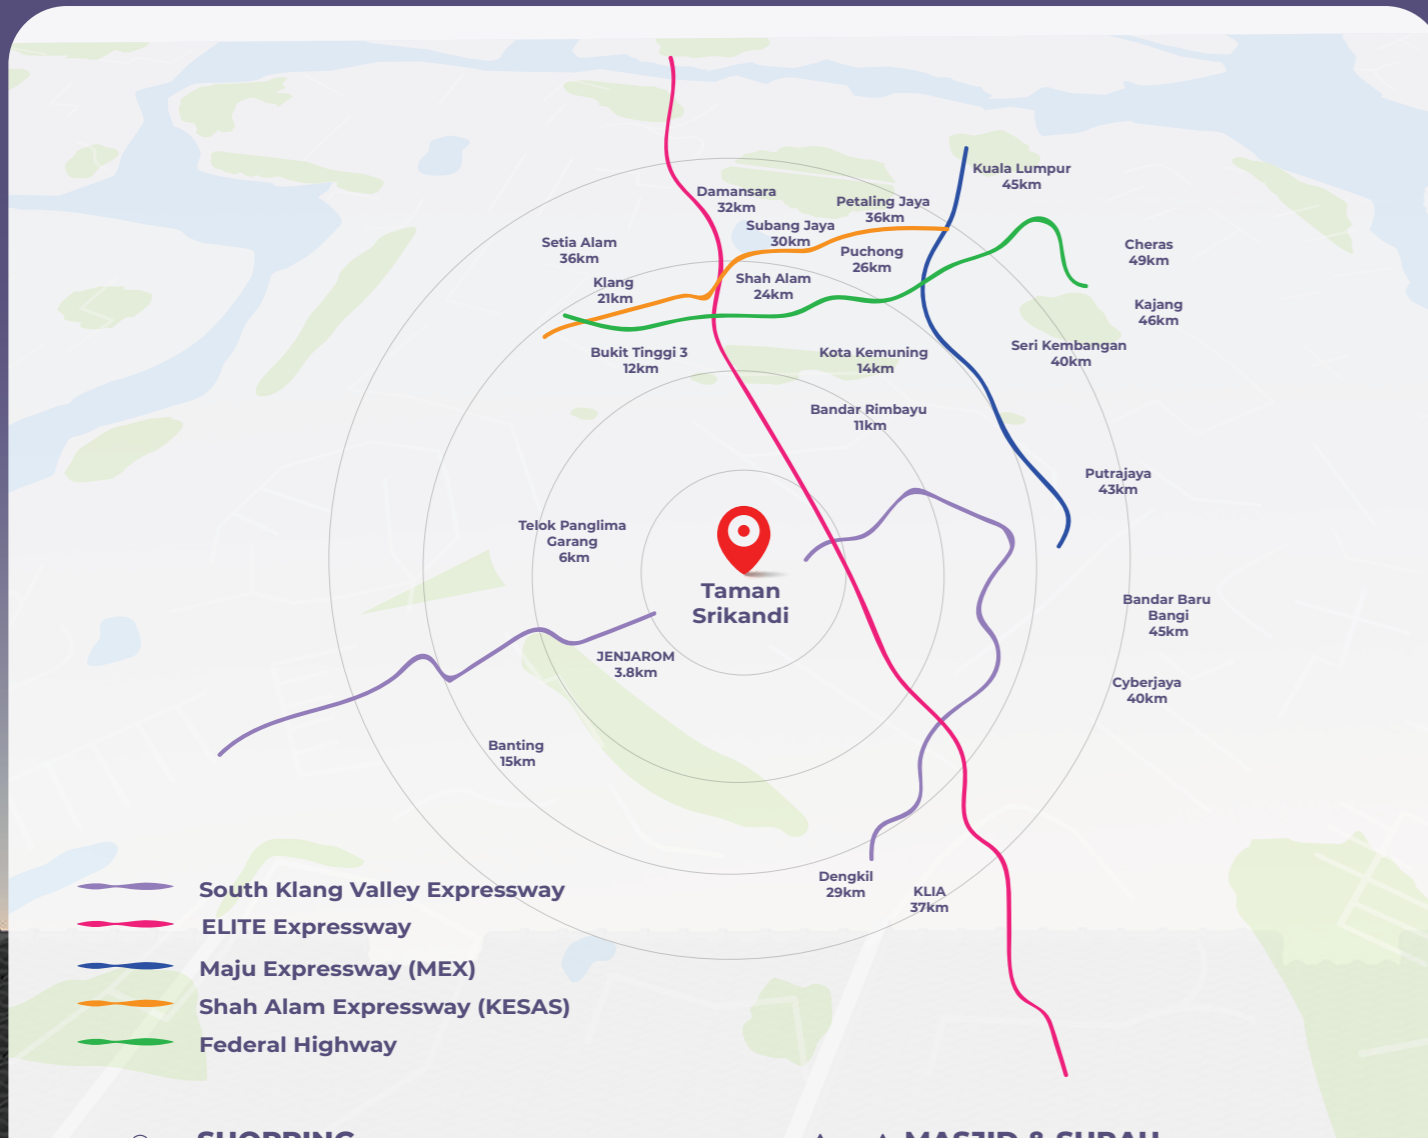 Kuala Lumpur
45km
Damansara
32km
Petaling Jaya
36km
Subang Jaya
30km
Setia Alam
36km
Puchong
26km
Cheras
49km
Klang
21km
Shah Alam
24km
Kajang
46km
Bukit Tinggi 3
12km
Kota Kemuning
14km
Seri Kembangan
40km
Bandar Rimbayu
11km
Putrajaya
43km
Telok Panglima
Garang
6km
Taman
Srikandi
Bandar Baru
Bangi
45km
JENJAROM
3.8km
Cyberjaya
40km
Banting
15km
Dengkil
29km
KLIA
37km
South Klang Valley Expressway
ELITE Expressway
Maju Expressway (MEX)
Shah Alam Expressway (KESAS)
Federal Highway
SHOPPING
MASJID & SURAU